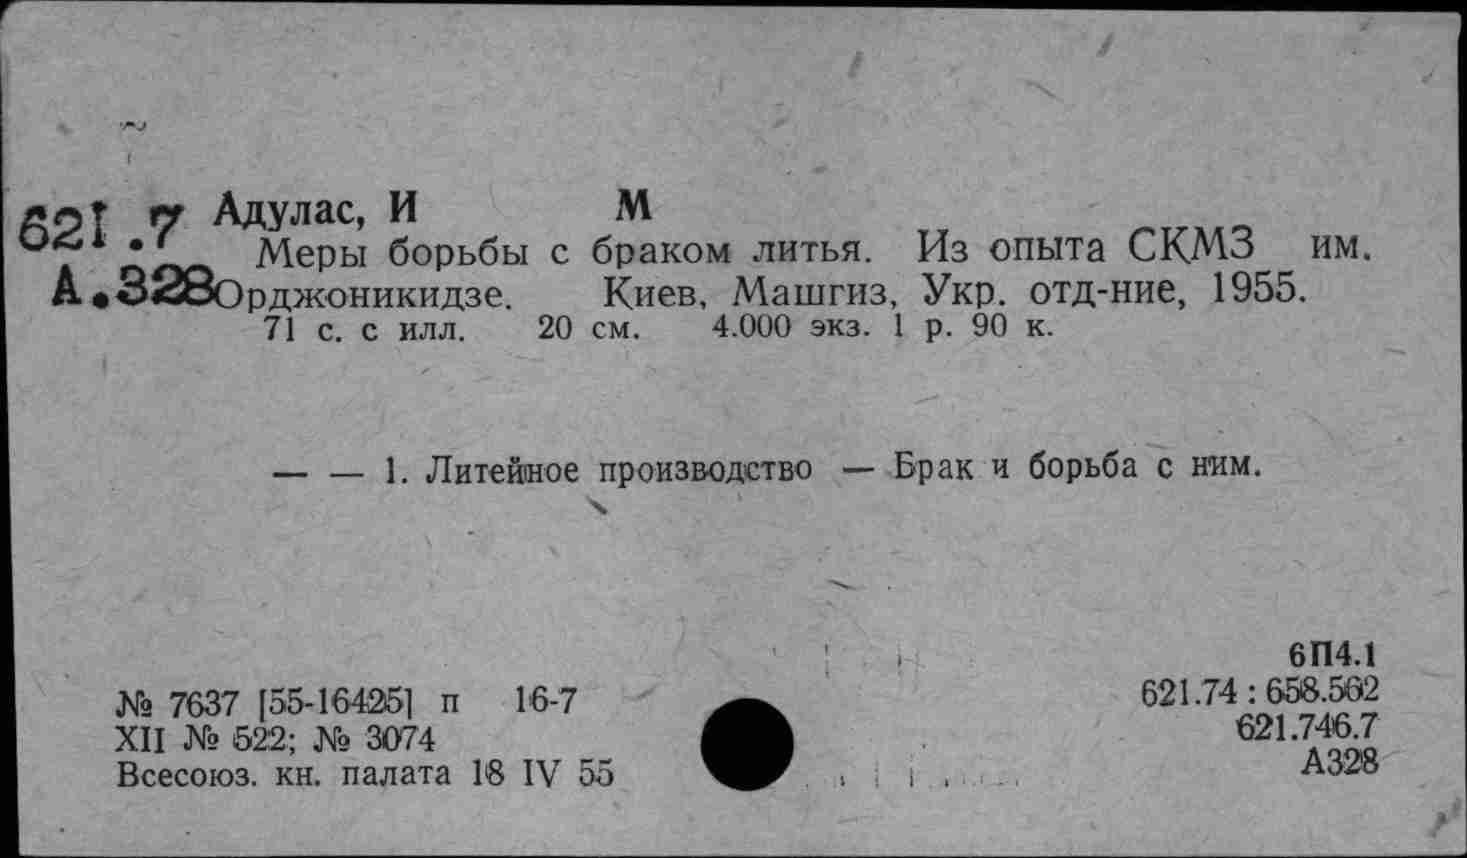 621.7 Адулас, И М
Меры борьбы с браком литья. Из опыта СКМЗ им.
А.328 Орджоникидзе. Киев, Машгиз, Укр. отд-ние, 1955.
71 с. с илл. 20 см. 4.000 экз. 1 р. 90 к.
— — 1. Литейное производство — Брак и борьба с ним.
6П4.1
№ 7637 [55-16425] п 16-7
621.74 : 658.562
XII № 522; № 3074
621.746.7
Всесоюз. кн. палата 18 IV 55
А328